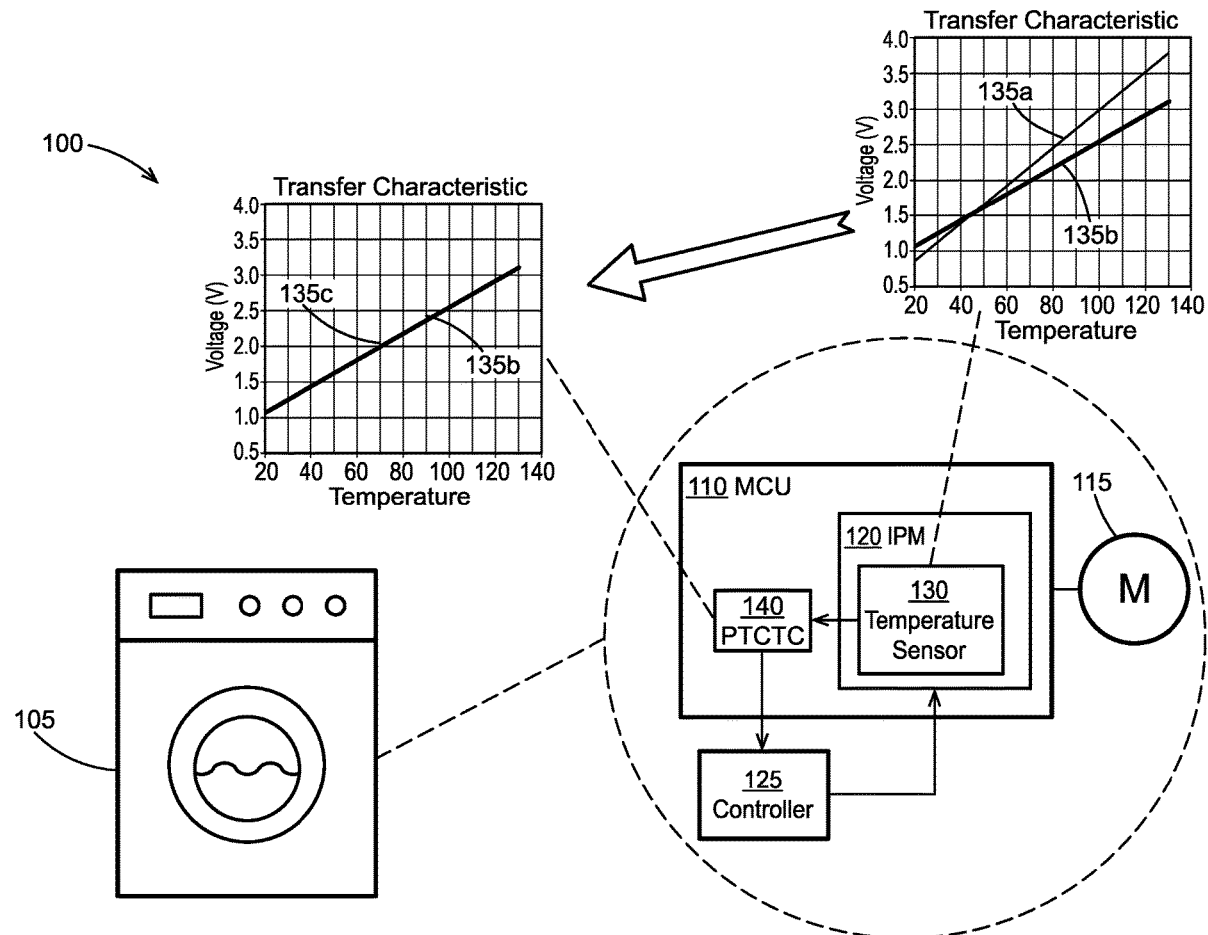 Transfer Characteristic
4.0
3.5
3.0
2.5
2.0
1.5
1.0
0.5
Voltage (V)
135a
135b
20 40 60 80 100 120 140
Temperature
100
Transfer Characteristic
4.0
3.5
3.0
2.5
2.0
1.5
1.0
0.5
Voltage (V)
135c
135b
20 40 60 80 100 120 140
Temperature
110 MCU
115
120 IPM
M
130
Temperature
Sensor
140
PTCTC
105
125
Controller